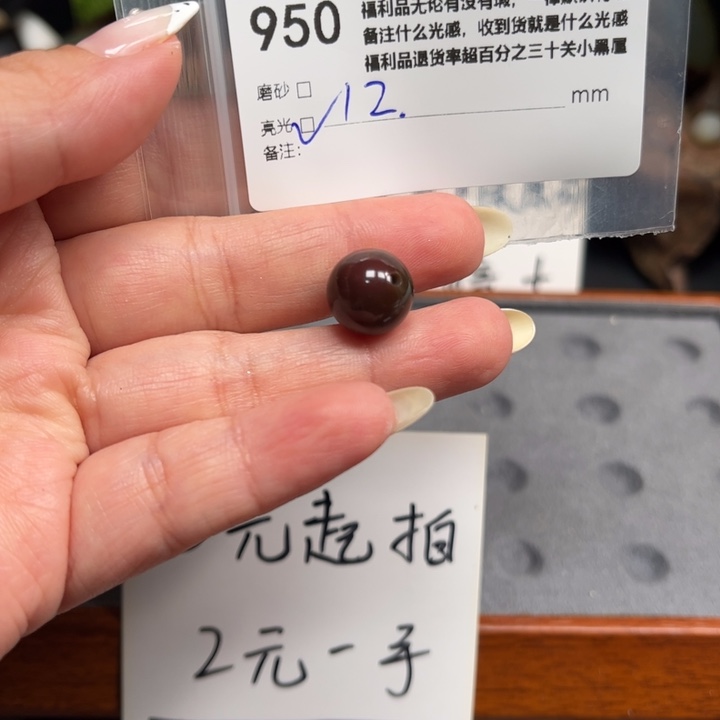 950
福利品无论有没有
备注什么光感，收到货就是什么光感
福利品退货率超百分之三十关小黑屋
磨砂□
亮光□ 12. mm
备注:
元起拍
2元一手